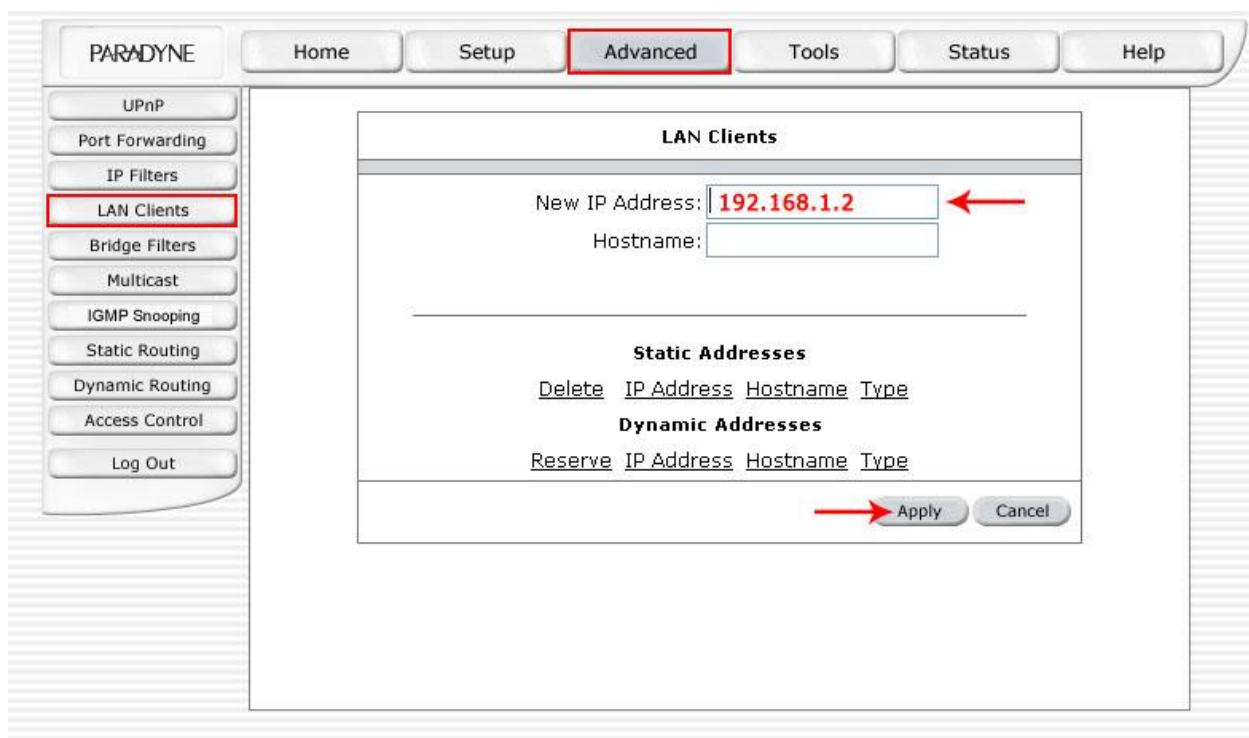 PARADYNE Home Setup Advanced Tools Status Help
UPnP
Port Forwarding
IP Filters
LAN Clients
Bridge Filters
Multicast
IGMP Snooping
Static Routing
Dynamic Routing
Access Control
Log Out
LAN Clients
New IP Address: 192.168.1.2
Hostname:
Static Addresses
Delete IP Address Hostname Type
Dynamic Addresses
Reserve IP Address Hostname Type
Apply Cancel